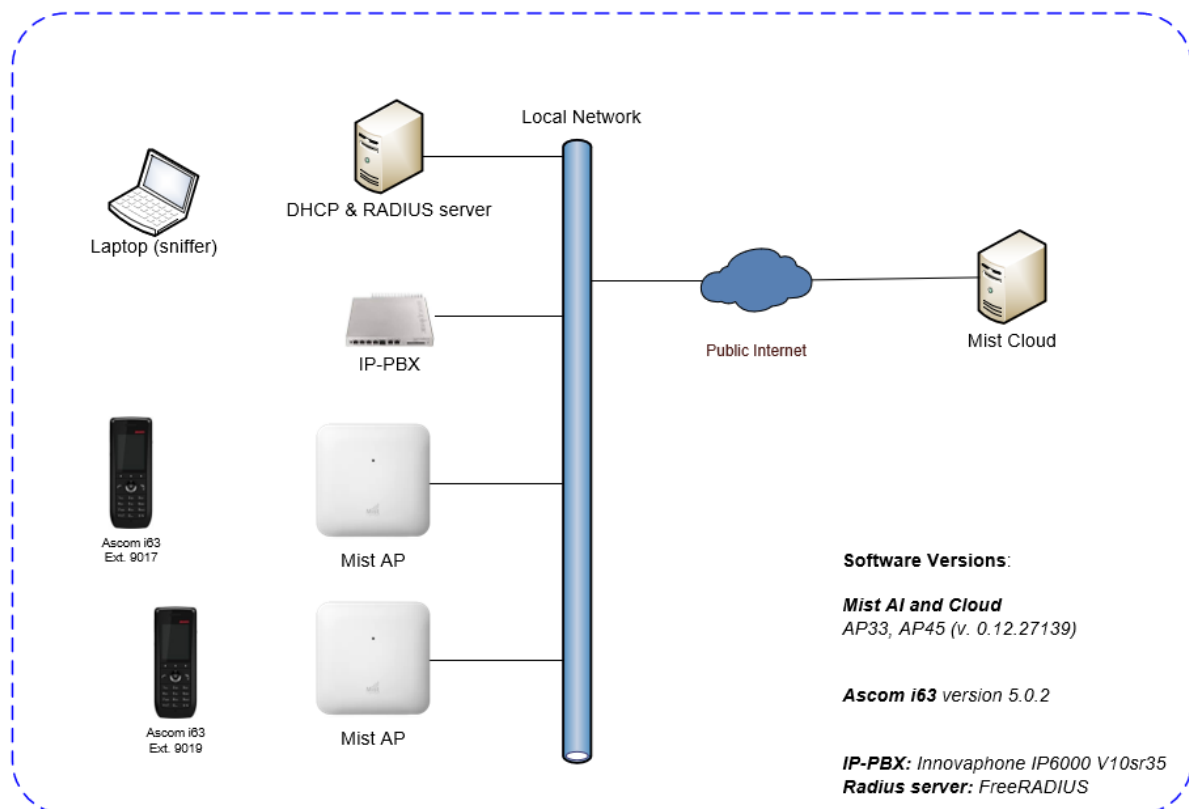 Local Network
DHCP & RADIUS server
Laptop (sniffer)
IP-PBX
Public Internet
Mist Cloud
Ascom i63
Ext. 9017
Mist AP
Ascom i63
Ext. 9019
Mist AP
Software Versions:
Mist AI and Cloud
AP33, AP45 (v. 0.12.27139)
Ascom i63 version 5.0.2
IP-PBX: Innovaphone IP6000 V10sr35
Radius server: FreeRADIUS